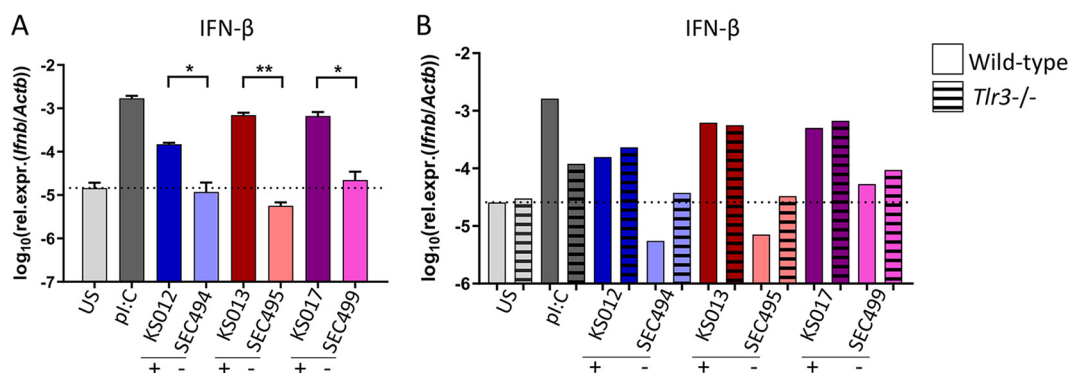 A
IFN-β
log10(rel.expr.(Ifnb/Actb))
-2
-3
-4
-5
-6
-7
*
**
*
US
pI:C
KS012
SEC494
KS013
SEC495
KS017
SEC499
+ - + - + -
B
IFN-β
log10(rel.expr.(Ifnb/Actb))
-2
-3
-4
-5
-6
US
pI:C
KS012
SEC494
KS013
SEC495
KS017
SEC499
+ - + - + -
Wild-type
Tlr3-/-